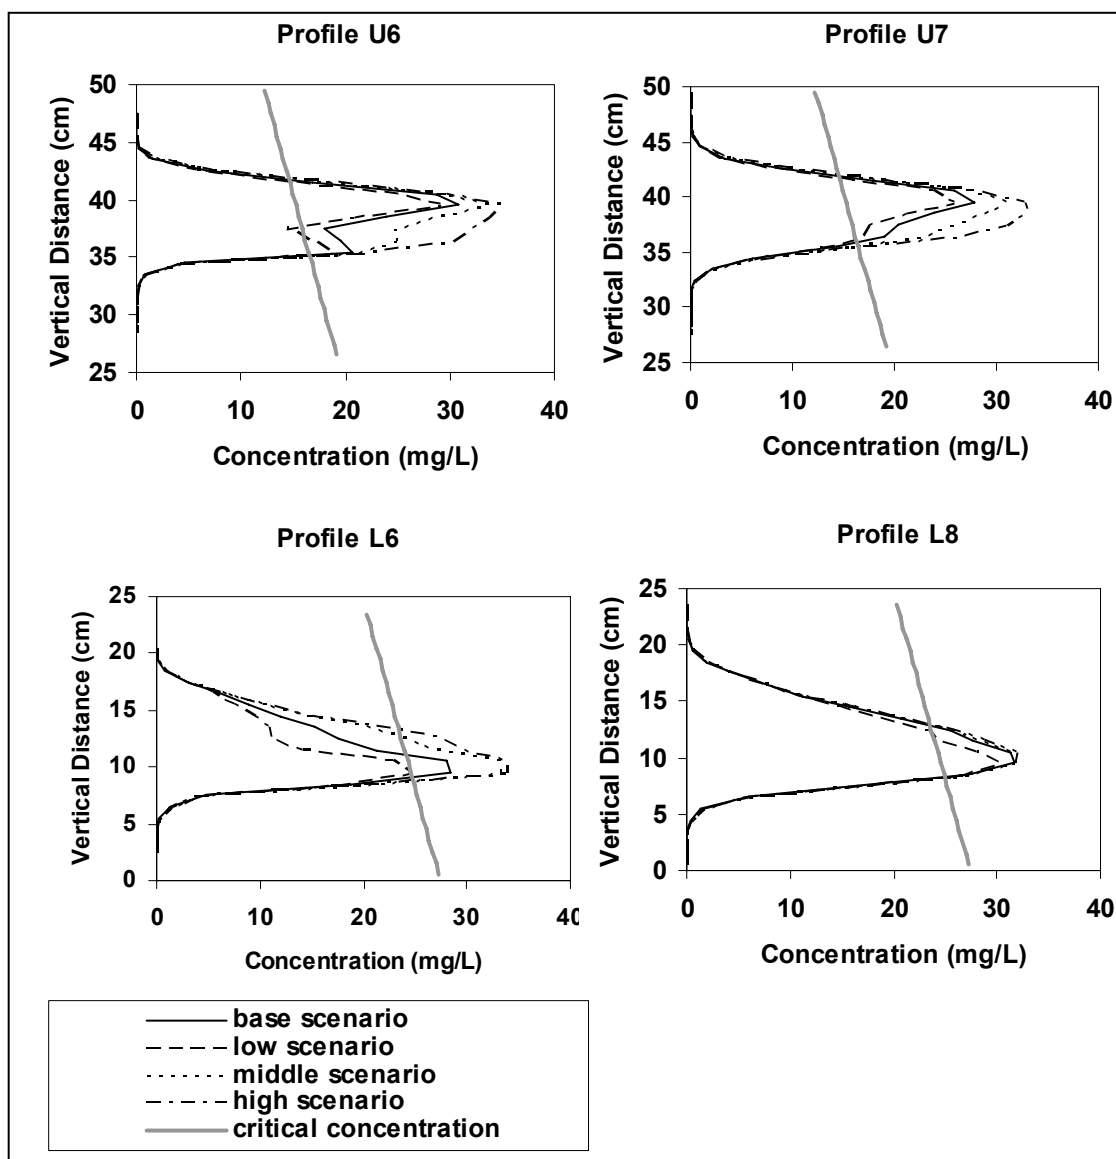 Profile U6
Profile U7
Vertical Distance (cm)
50
45
40
35
30
25
0 10 20 30 40
Concentration (mg/L)
Vertical Distance (cm)
50
45
40
35
30
25
0 10 20 30 40
Concentration (mg/L)
Profile L6
Profile L8
Vertical Distance (cm)
25
20
15
10
5
0
0 10 20 30 40
Concentration (mg/L)
Vertical Distance (cm)
25
20
15
10
5
0
0 10 20 30 40
Concentration (mg/L)
base scenario
low scenario
middle scenario
high scenario
critical concentration